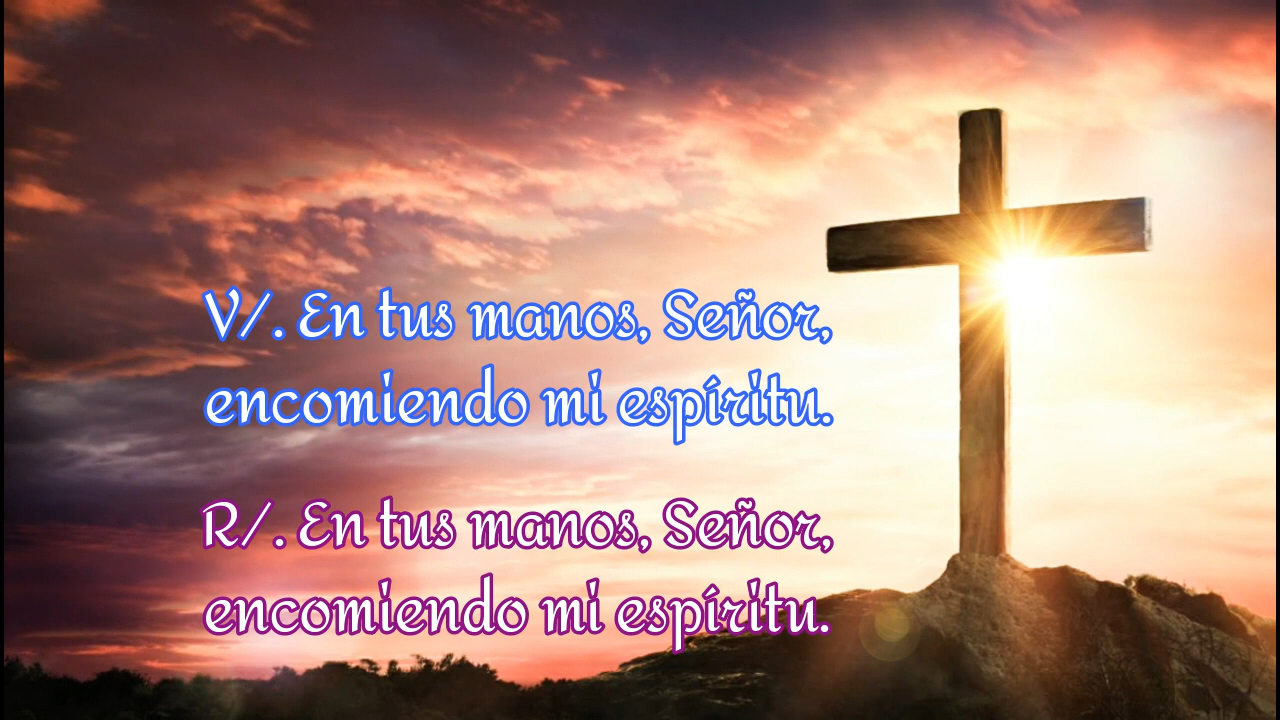 V/. En tus manos, Señor,
encomiendo mi espíritu.
R/. En tus manos, Señor,
encomiendo mi espíritu.